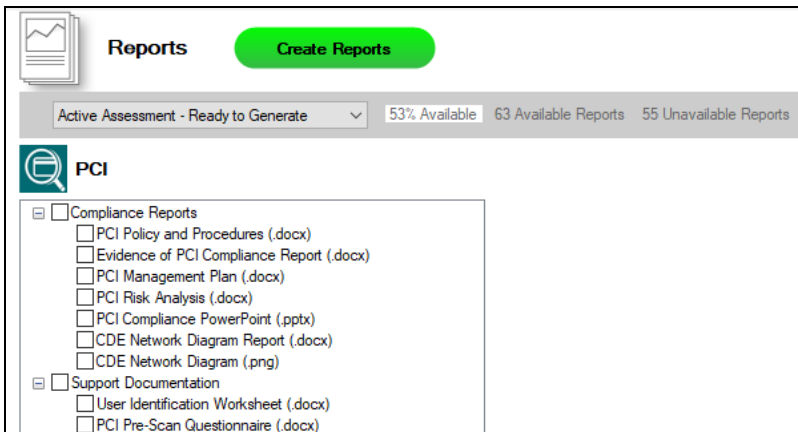 Reports
Create Reports
Active Assessment - Ready to Generate
53% Available
63 Available Reports
55 Unavailable Reports
PCI
Compliance Reports
PCI Policy and Procedures (.docx)
Evidence of PCI Compliance Report (.docx)
PCI Management Plan (.docx)
PCI Risk Analysis (.docx)
PCI Compliance PowerPoint (.pptx)
CDE Network Diagram Report (.docx)
CDE Network Diagram (.png)
Support Documentation
User Identification Worksheet (.docx)
PCI Pre-Scan Questionnaire (.docx)